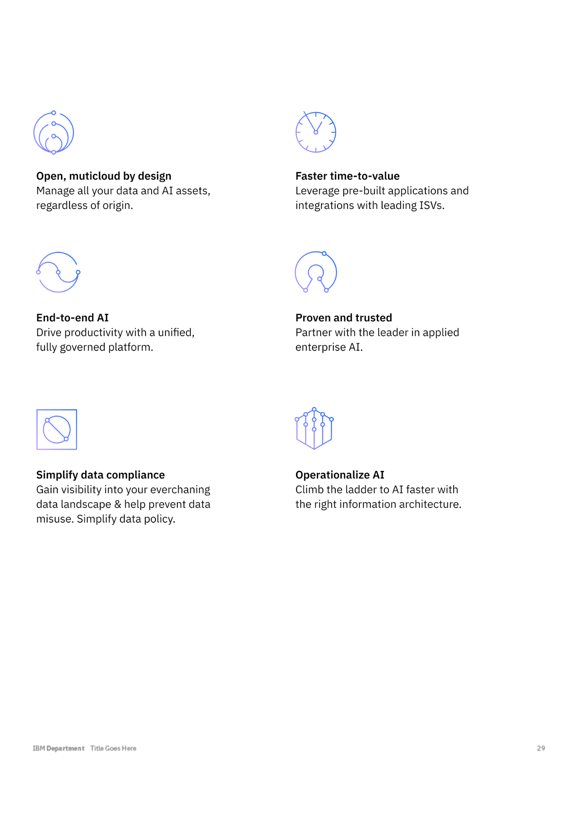 Open, muticloud by design
Manage all your data and AI assets,
regardless of origin.
Faster time-to-value
Leverage pre-built applications and
integrations with leading ISVs.
End-to-end AI
Drive productivity with a unified,
fully governed platform.
Proven and trusted
Partner with the leader in applied
enterprise AI.
Simplify data compliance
Gain visibility into your everchaning
data landscape & help prevent data
misuse. Simplify data policy.
Operationalize AI
Climb the ladder to AI faster with
the right information architecture.
IBM Department Title Goes Here
29